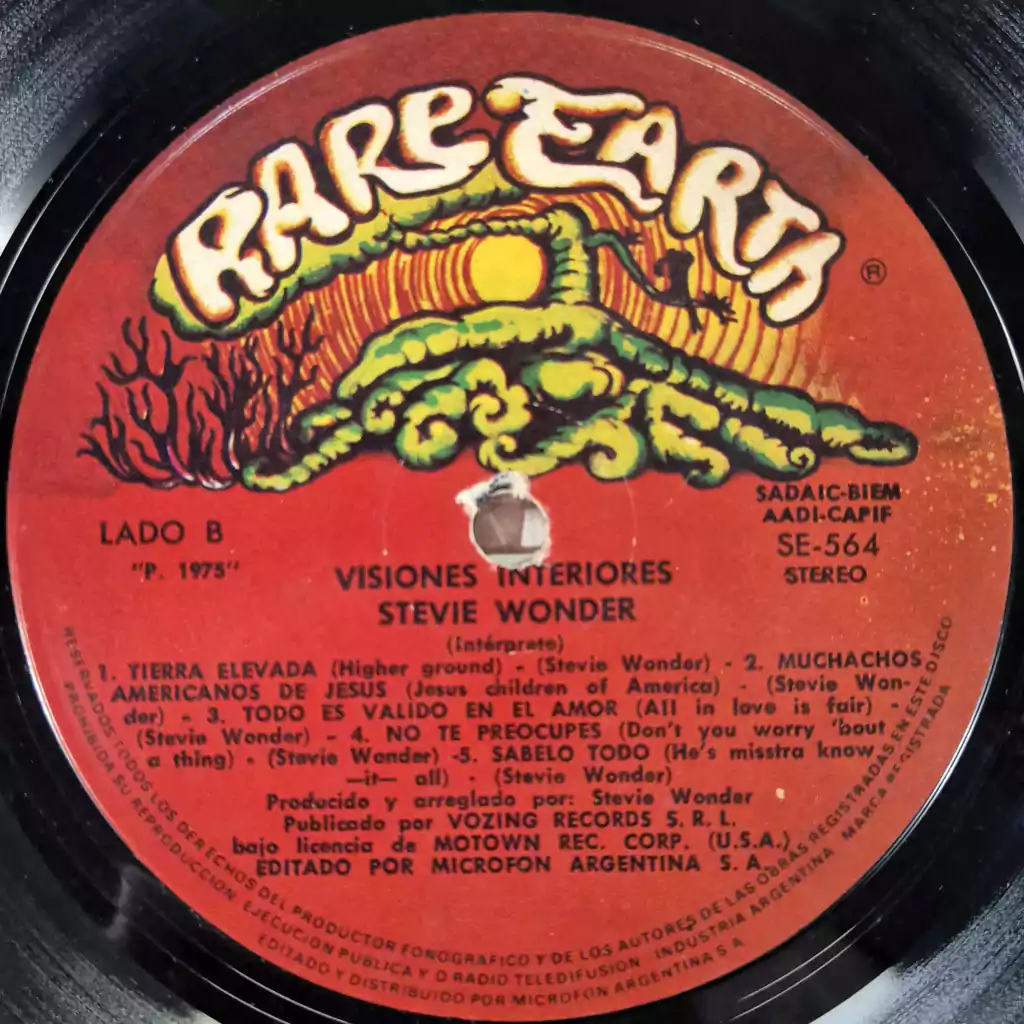 RARE EARTH
®
LADO B
"P. 1975"
SADAIC-BIEM
AADI-CAPIF
SE-564
STEREO
VISIONES INTERIORES
STEVIE WONDER
(Intérprete)
1. TIERRA ELEVADA (Higher ground) - (Stevie Wonder) - 2. MUCHACHOS
AMERICANOS DE JESUS (Jesus children of America) - (Stevie Won-
der) - 3. TODO ES VALIDO EN EL AMOR (All in love is fair) -
(Stevie Wonder) - 4. NO TE PREOCUPES (Don't you worry 'bout
a thing) - (Stevie Wonder) -5. SABELO TODO (He's misstra know
—it— all) - (Stevie Wonder)
Producido y arreglado por: Stevie Wonder
Publicado por VOZING RECORDS S. R. L.
bajo licencia de MOTOWN REC. CORP. (U.S.A.)
EDITADO POR MICROFON ARGENTINA S. A.
RESERVADOS TODOS LOS DERECHOS DEL PRODUCTOR FONOGRAFICO Y DE LOS AUTORES DE LAS OBRAS REGISTRADAS EN ESTE DISCO
PROHIBIDA SU REPRODUCCION EJECUCION PUBLICA Y O RADIO TELEDIFUSION INDUSTRIA ARGENTINA MARCA REGISTRADA
EDITADO Y DISTRIBUIDO POR MICROFON ARGENTINA S A